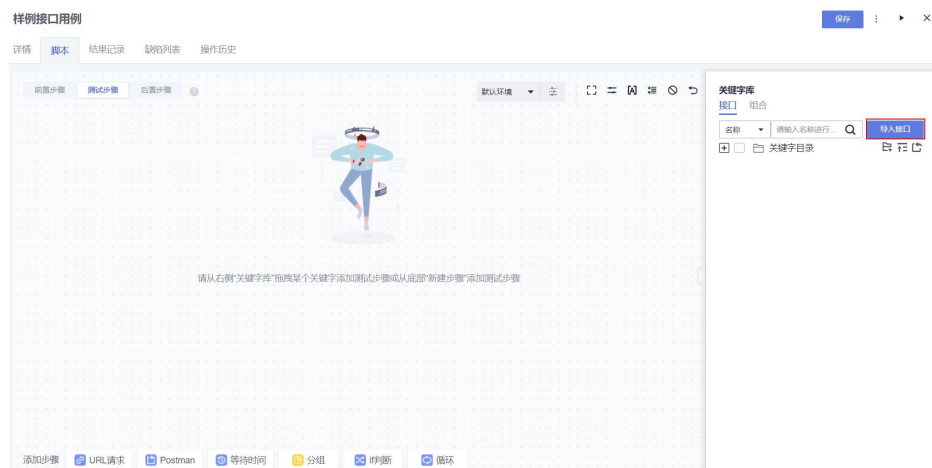 样例接口用例
保存
详情 脚本 结果记录 缺陷列表 操作历史
前置步骤 测试步骤 后置步骤
默认环境
关键字库
接口 组合
名称 请输入名称进行... 导入接口
关键字目录
请从右侧“关键字库”拖拽某个关键字添加测试步骤或从底部“新建步骤”添加测试步骤
添加步骤 URL请求 Postman 等待时间 分组 if判断 循环